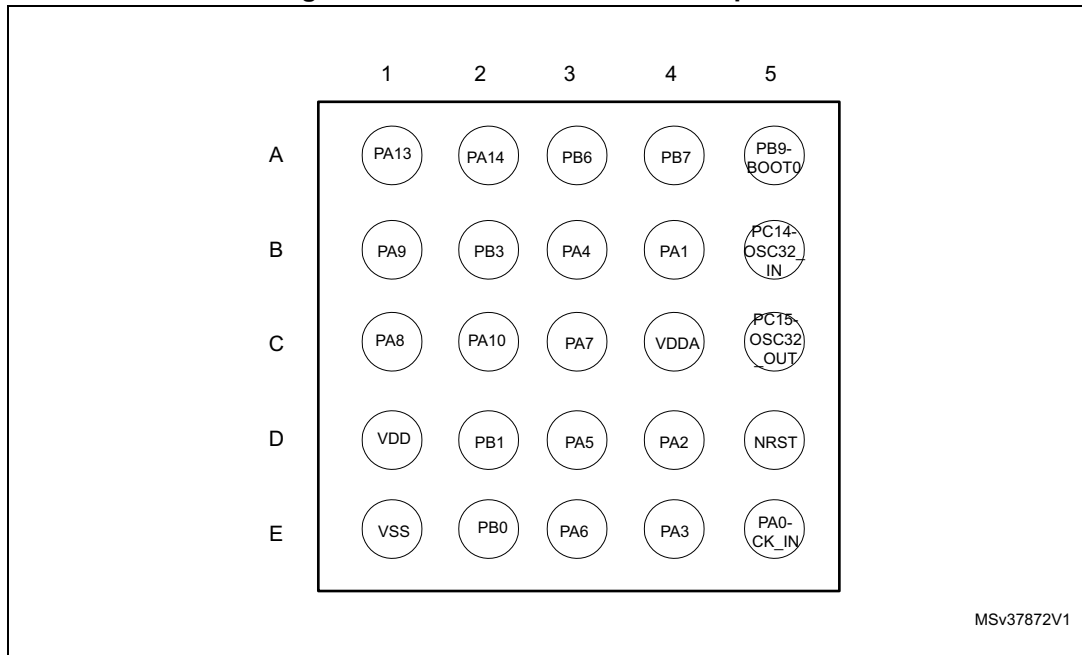 1 2 3 4 5
A PA13 PA14 PB6 PB7 PB9-
BOOT0
B PA9 PB3 PA4 PA1 PC14-
OSC32_
IN
C PA8 PA10 PA7 VDDA PC15-
OSC32
_OUT
D VDD PB1 PA5 PA2 NRST
E VSS PB0 PA6 PA3 PA0-
CK_IN
MSv37872V1